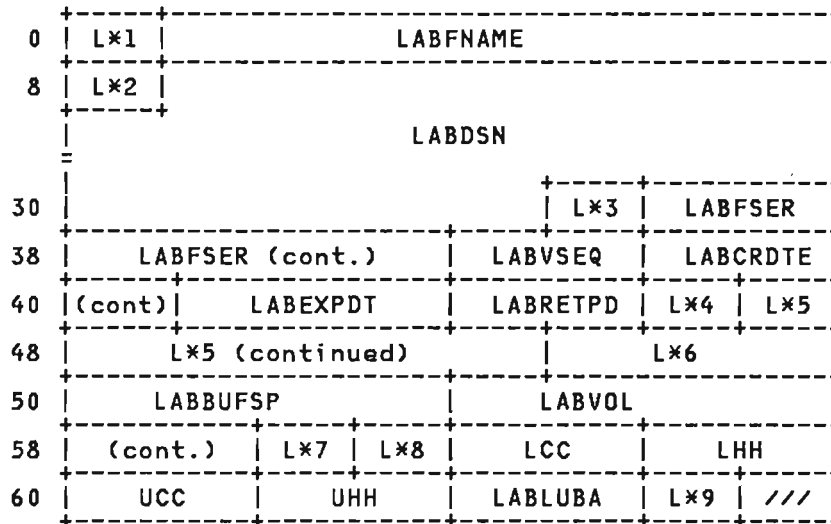 0 L*1 LABFNAME
8 L*2
LABDSN
=
30 L*3 LABFSER
38 LABFSER (cont.) LABVSEQ LABCRDTE
40 (cont) LABEXPDT LABRETPD L*4 L*5
48 L*5 (continued) L*6
50 LABBUFSP LABVOL
58 (cont.) L*7 L*8 LCC LHH
60 UCC UHH LABLUBA L*9 ///